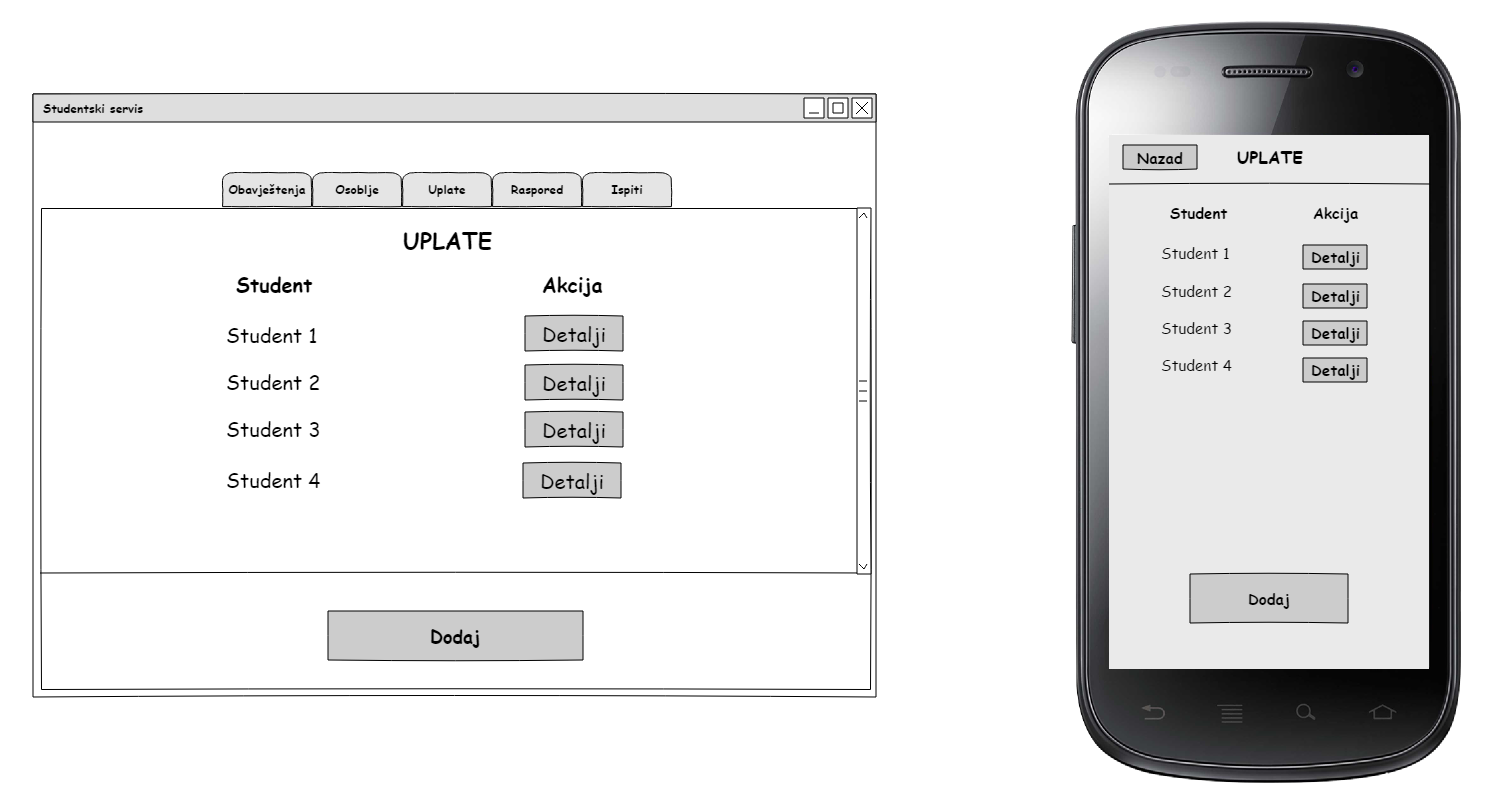 Studentski servis
Obavještenja Osoblje Uplate Raspored Ispiti
UPLATE
Student Akcija
Student 1 Detalji
Student 2 Detalji
Student 3 Detalji
Student 4 Detalji
Dodaj
Nazad UPLATE
Student Akcija
Student 1 Detalji
Student 2 Detalji
Student 3 Detalji
Student 4 Detalji
Dodaj